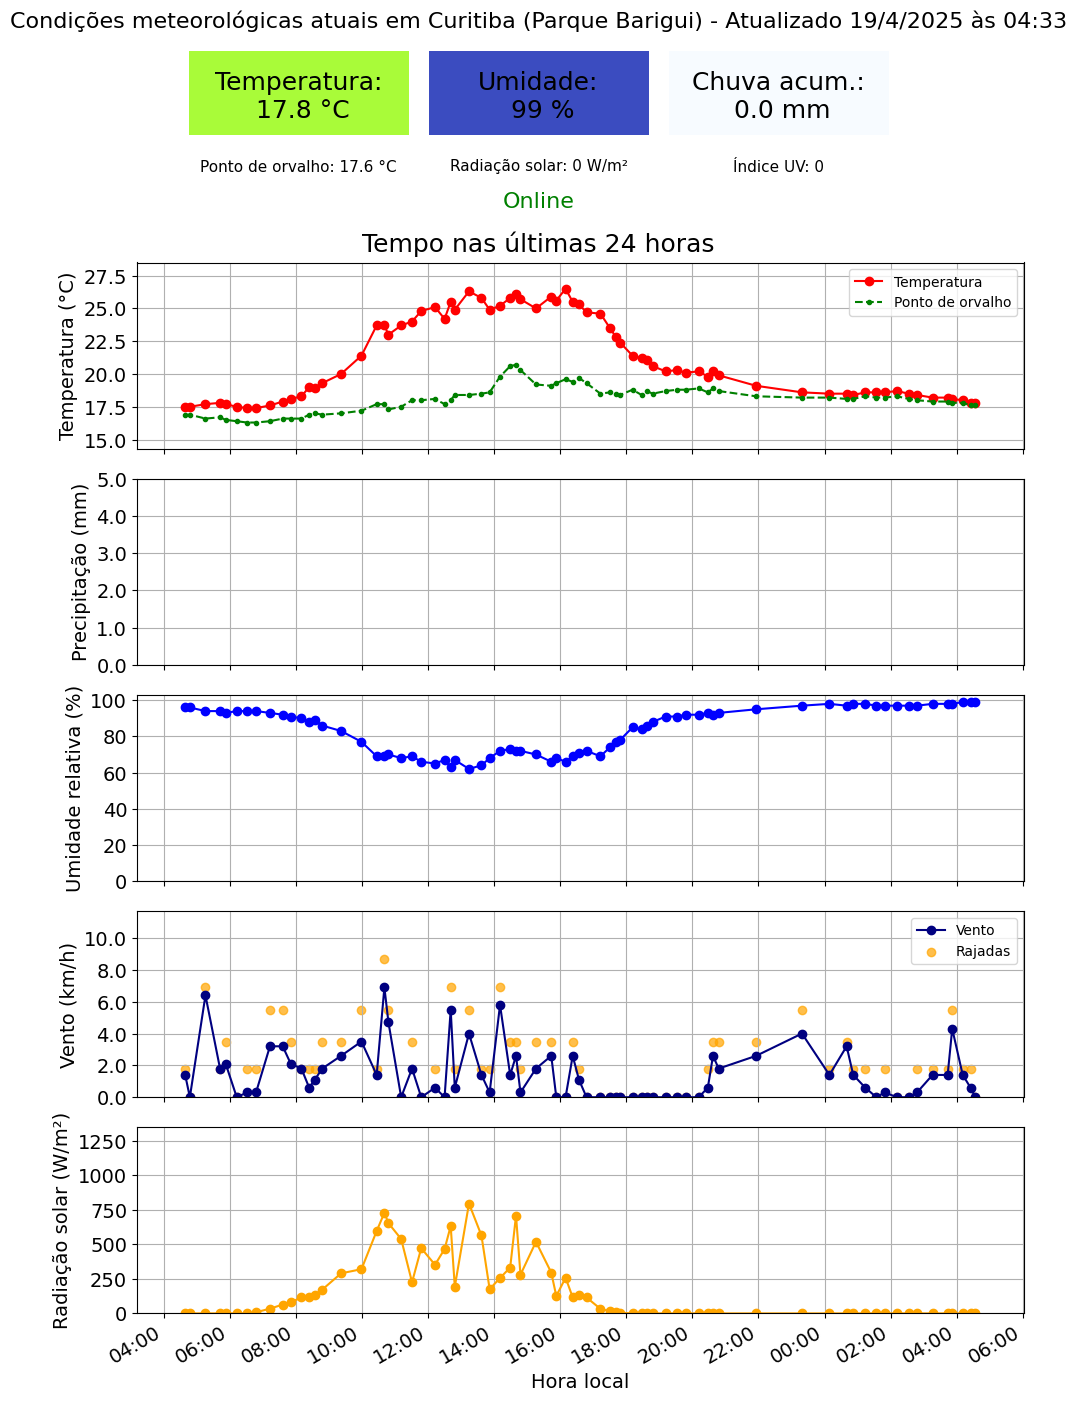 Condições meteorológicas atuais em Curitiba (Parque Barigui) - Atualizado 19/4/2025 às 04:33
Temperatura:
17.8 °C
Umidade:
99 %
Chuva acum.:
0.0 mm
Ponto de orvalho: 17.6 °C
Radiação solar: 0 W/m²
Índice UV: 0
Online
Tempo nas últimas 24 horas
Temperatura (°C)
27.5
25.0
22.5
20.0
17.5
15.0
Temperatura
Ponto de orvalho
Precipitação (mm)
5.0
4.0
3.0
2.0
1.0
0.0
Umidade relativa (%)
100
80
60
40
20
0
Vento (km/h)
10.0
8.0
6.0
4.0
2.0
0.0
Vento
Rajadas
Radiação solar (W/m²)
1250
1000
750
500
250
0
04:00 06:00 08:00 10:00 12:00 14:00 16:00 18:00 20:00 22:00 00:00 02:00 04:00 06:00
Hora local